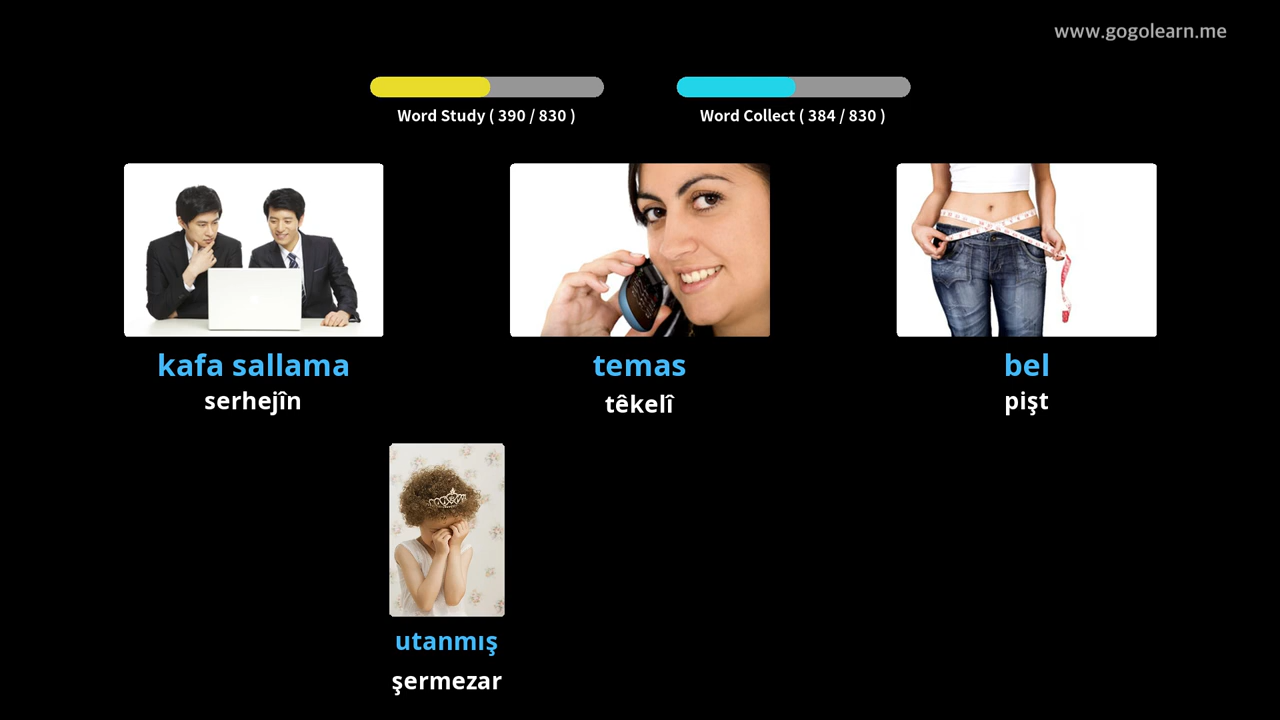 www.gogolearn.me
Word Study ( 390 / 830 )
Word Collect ( 384 / 830 )
kafa sallama
serhejîn
temas
têkelî
bel
pişt
utanmış
şermezar